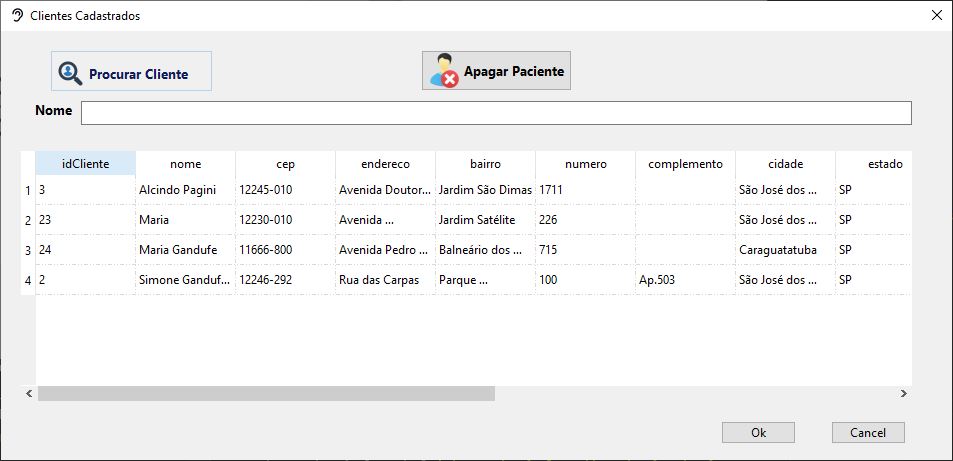 Clientes Cadastrados
Procurar Cliente
Apagar Paciente
Nome
idCliente nome cep endereco bairro numero complemento cidade estado
1 3 Alcindo Pagini 12245-010 Avenida Doutor... Jardim São Dimas 1711 São José dos ... SP
2 23 Maria 12230-010 Avenida ... Jardim Satélite 226 São José dos ... SP
3 24 Maria Gandufe 11666-800 Avenida Pedro ... Balneário dos ... 715 Caraguatatuba SP
4 2 Simone Ganduf... 12246-292 Rua das Carpas Parque ... 100 Ap.503 São José dos ... SP
Ok Cancel